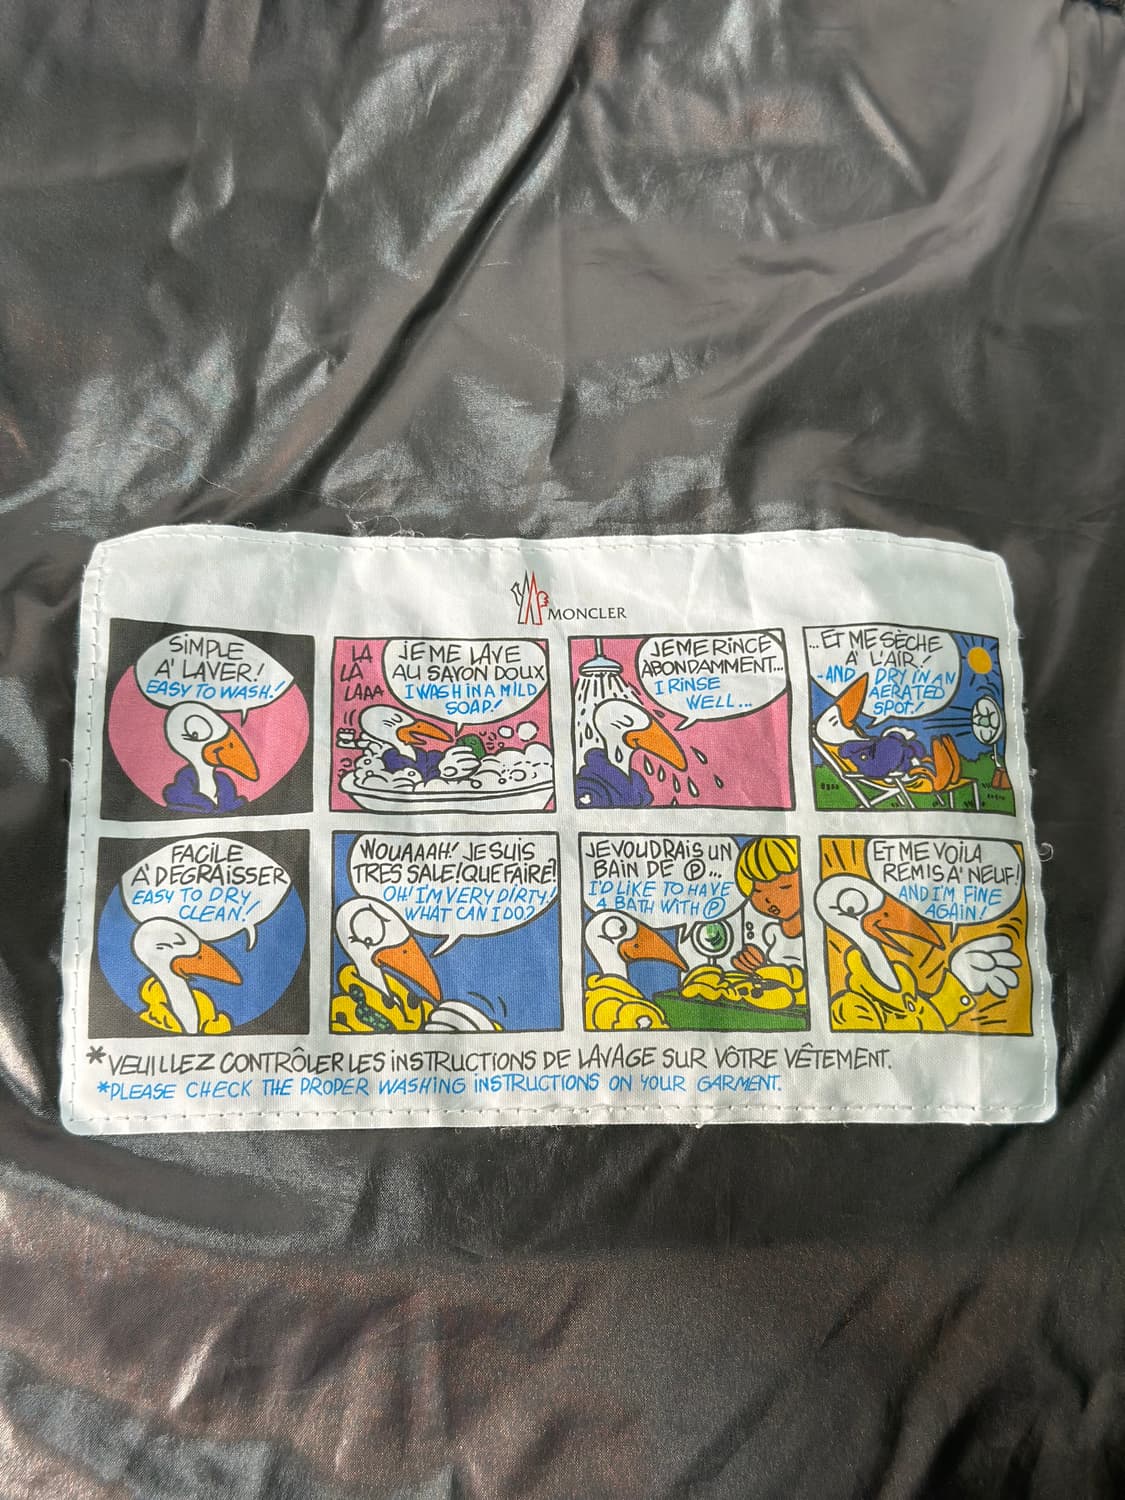 MONCLER
SIMPLE
A' LAVER!
EASY TO WASH!
LA
LA
LAAA
JE ME LAVE
AU SAVON DOUX
I WASH IN A MILD
SOAP!
JE ME RINCE
ABONDAMMENT...
I RINSE
WELL...
...ET ME SÈCHE
A' L'AIR!
-AND I DRY IN AN
AERATED
SPOT!
FACILE
A' DEGRAISSER
EASY TO DRY
CLEAN!
WOUAAAH! JE SUIS
TRES SALE! QUE FAIRE?
OH! I'M VERY DIRTY!
WHAT CAN I DO?
JE VOUDRAIS UN
BAIN DE Ⓟ...
I'D LIKE TO HAVE
A BATH WITH Ⓟ
ET ME VOILA
REMIS A' NEUF!
AND I'M FINE
AGAIN!
*VEUILLEZ CONTRÔLER LES INSTRUCTIONS DE LAVAGE SUR VÔTRE VÊTEMENT.
*PLEASE CHECK THE PROPER WASHING INSTRUCTIONS ON YOUR GARMENT.